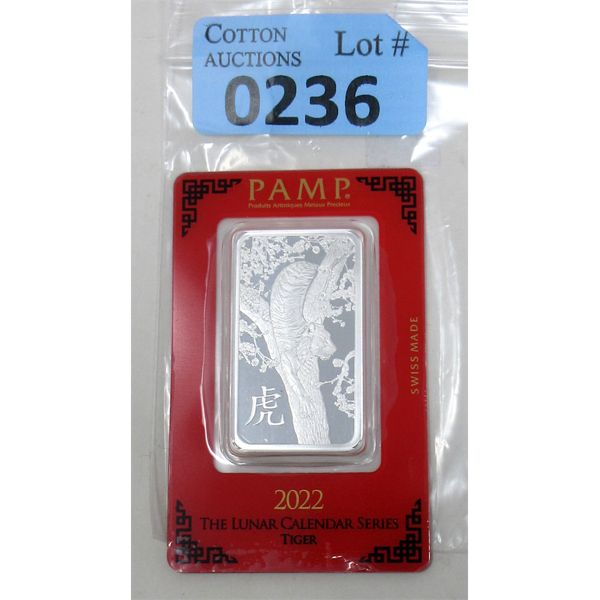 COTTON
AUCTIONS
Lot #
0236
PAMP®
Produits Artistiques Métaux Précieux
虎
SWISS MADE
2022
THE LUNAR CALENDAR SERIES
TIGER